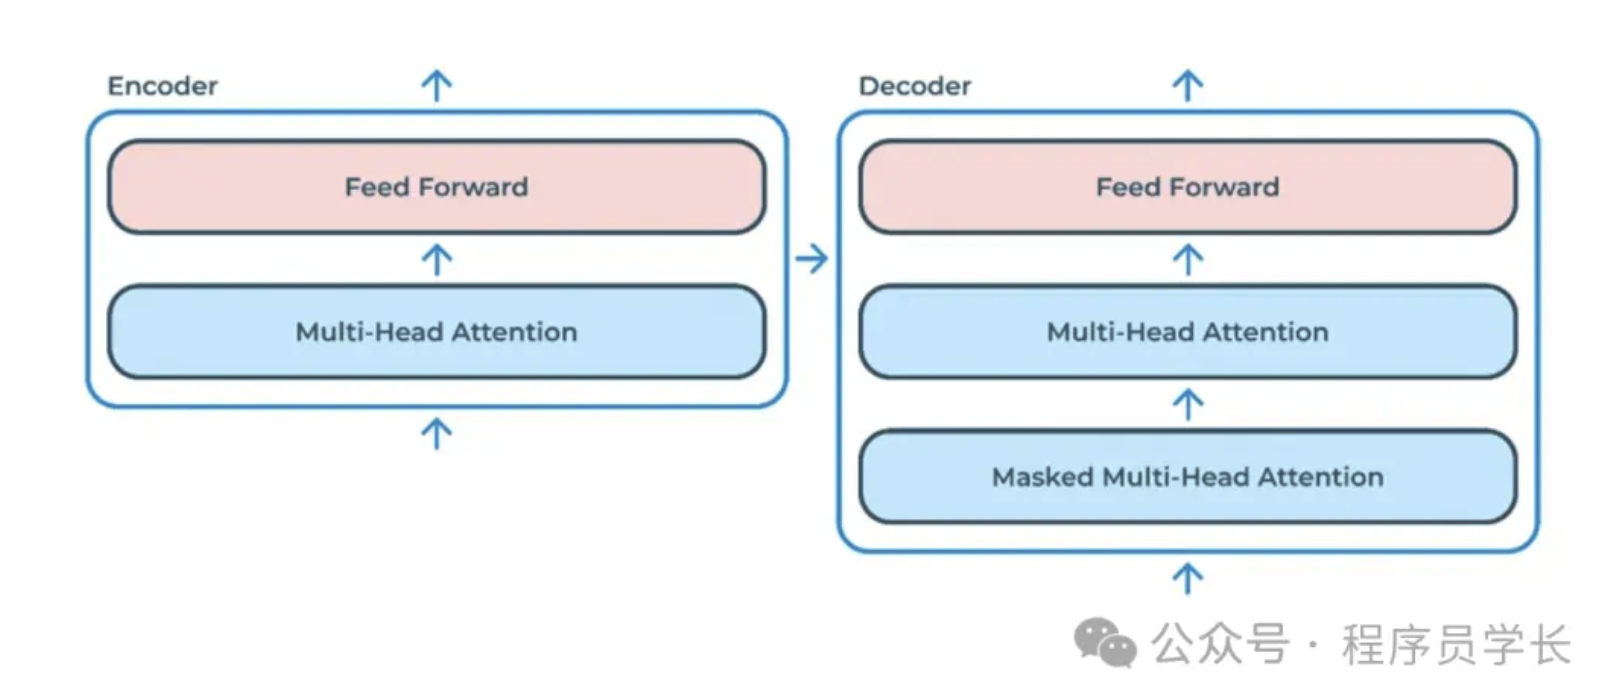 Encoder
Feed Forward
Multi-Head Attention
Decoder
Feed Forward
Multi-Head Attention
Masked Multi-Head Attention
公众号 · 程序员学长